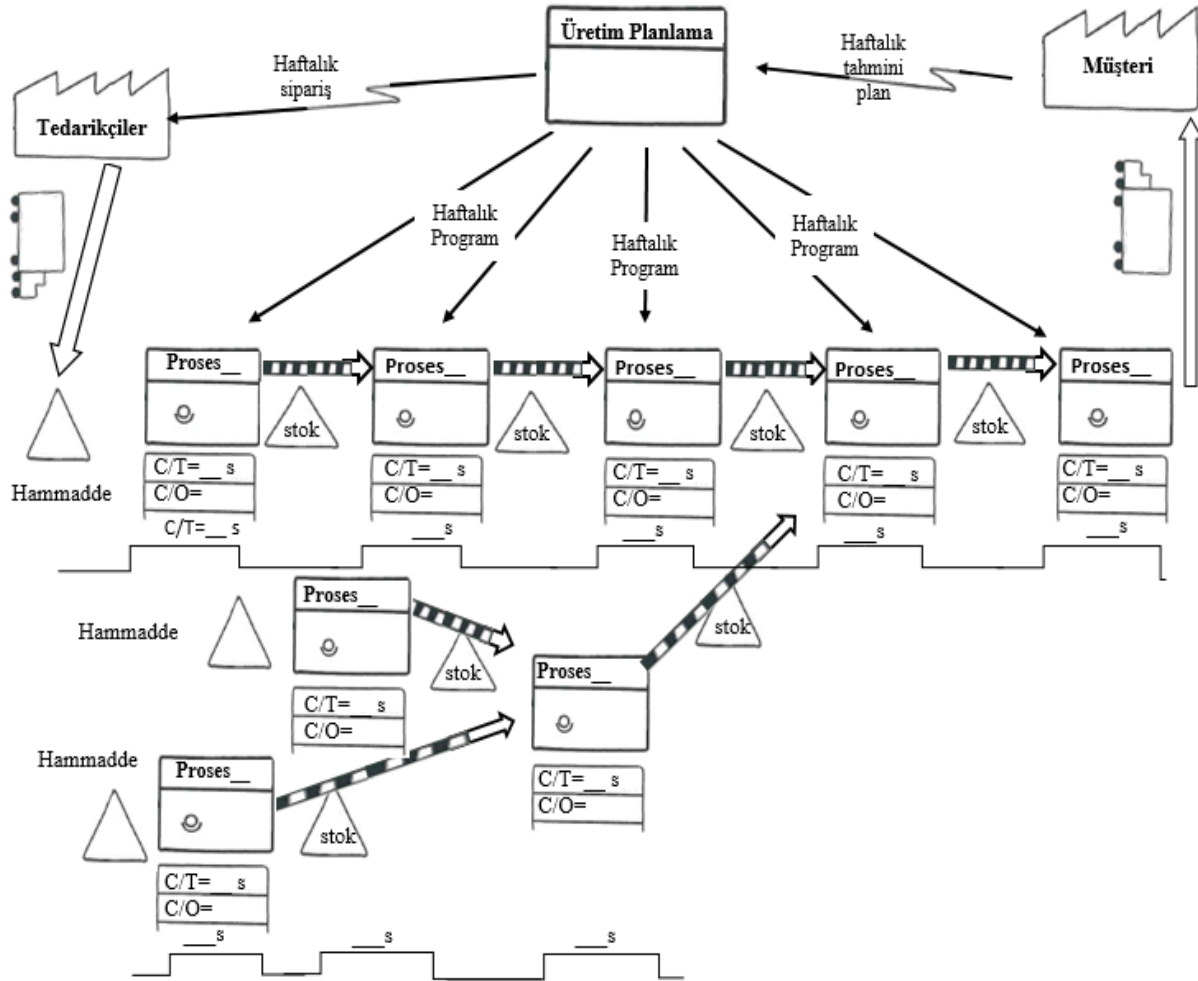 Üretim Planlama
Haftalık
sipariş
Haftalık
tahmini
plan
Müşteri
Tedarikçiler
Haftalık
Program
Haftalık
Program
Haftalık
Program
Proses__
Proses__
Proses__
Proses__
Proses__
stok
stok
stok
stok
Hammadde
C/T=__ s
C/O=
C/T=__ s
C/T=__ s
C/O=
___s
C/T=__ s
C/O=
___s
C/T=__ s
C/O=
___s
C/T=__ s
C/O=
___s
Hammadde
Proses__
stok
C/T=__ s
C/O=
Proses__
stok
C/T=__ s
C/O=
Hammadde
Proses__
stok
C/T=__ s
C/O=
___s
___s
___s